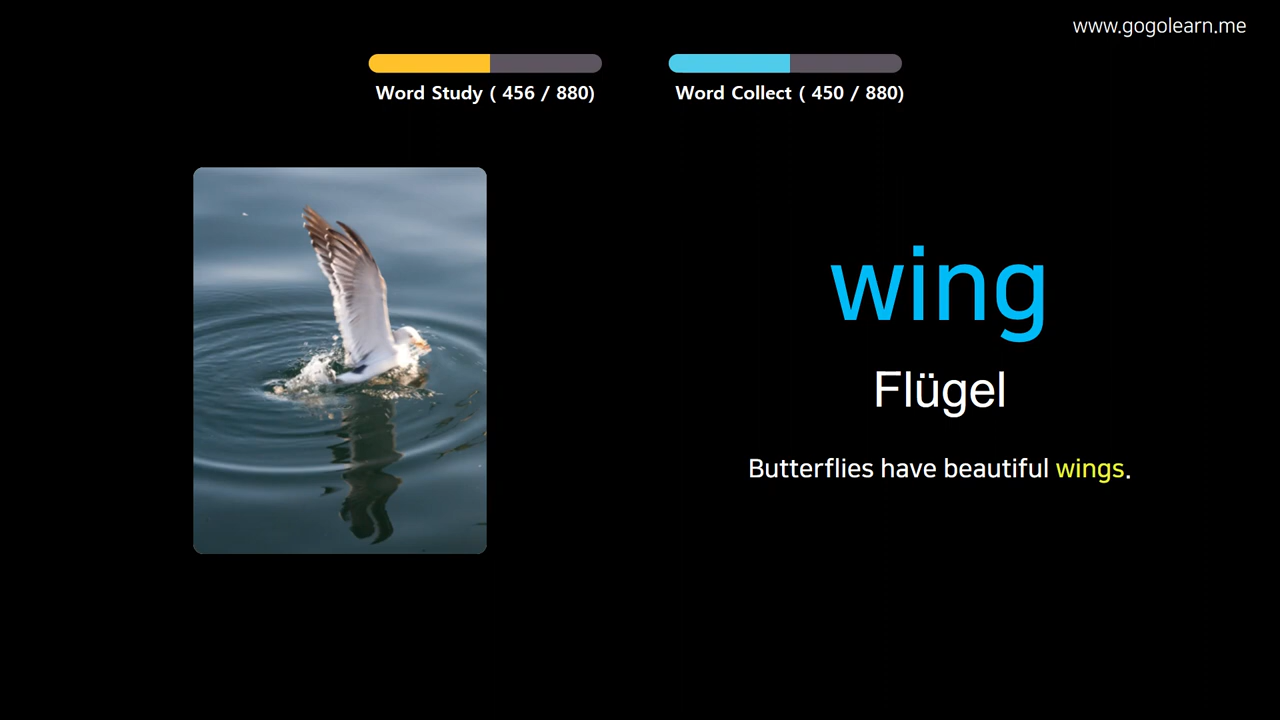 www.gogolearn.me
Word Study ( 456 / 880)
Word Collect ( 450 / 880)
wing
Flügel
Butterflies have beautiful wings.